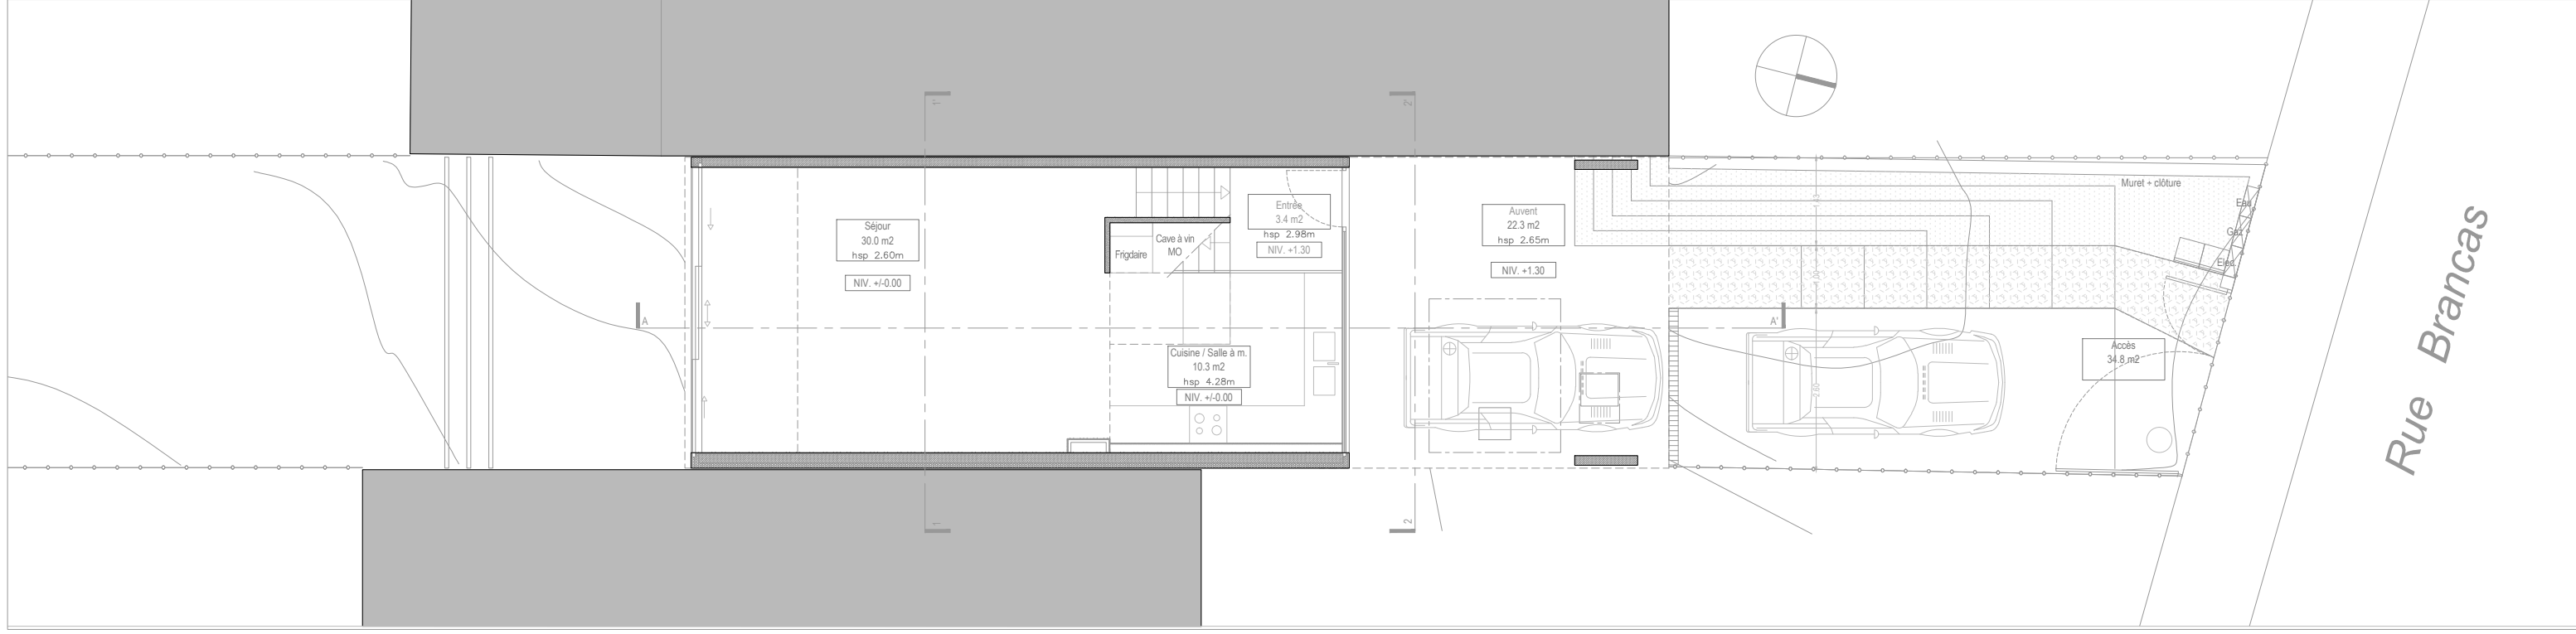 1'
2'
Séjour
30.0 m2
hsp 2.60m
NIV. +/-0.00
Frigdaire
Cave à vin
MO
Entrée
3.4 m2
hsp 2.98m
NIV. +1.30
Auvent
22.3 m2
hsp 2.65m
NIV. +1.30
Muret + clôture
Eau
Gaz
Elec
A
A'
Cuisine / Salle à m.
10.3 m2
hsp 4.28m
NIV. +/-0.00
Accès
34.8 m2
Rue Brancas
1
2